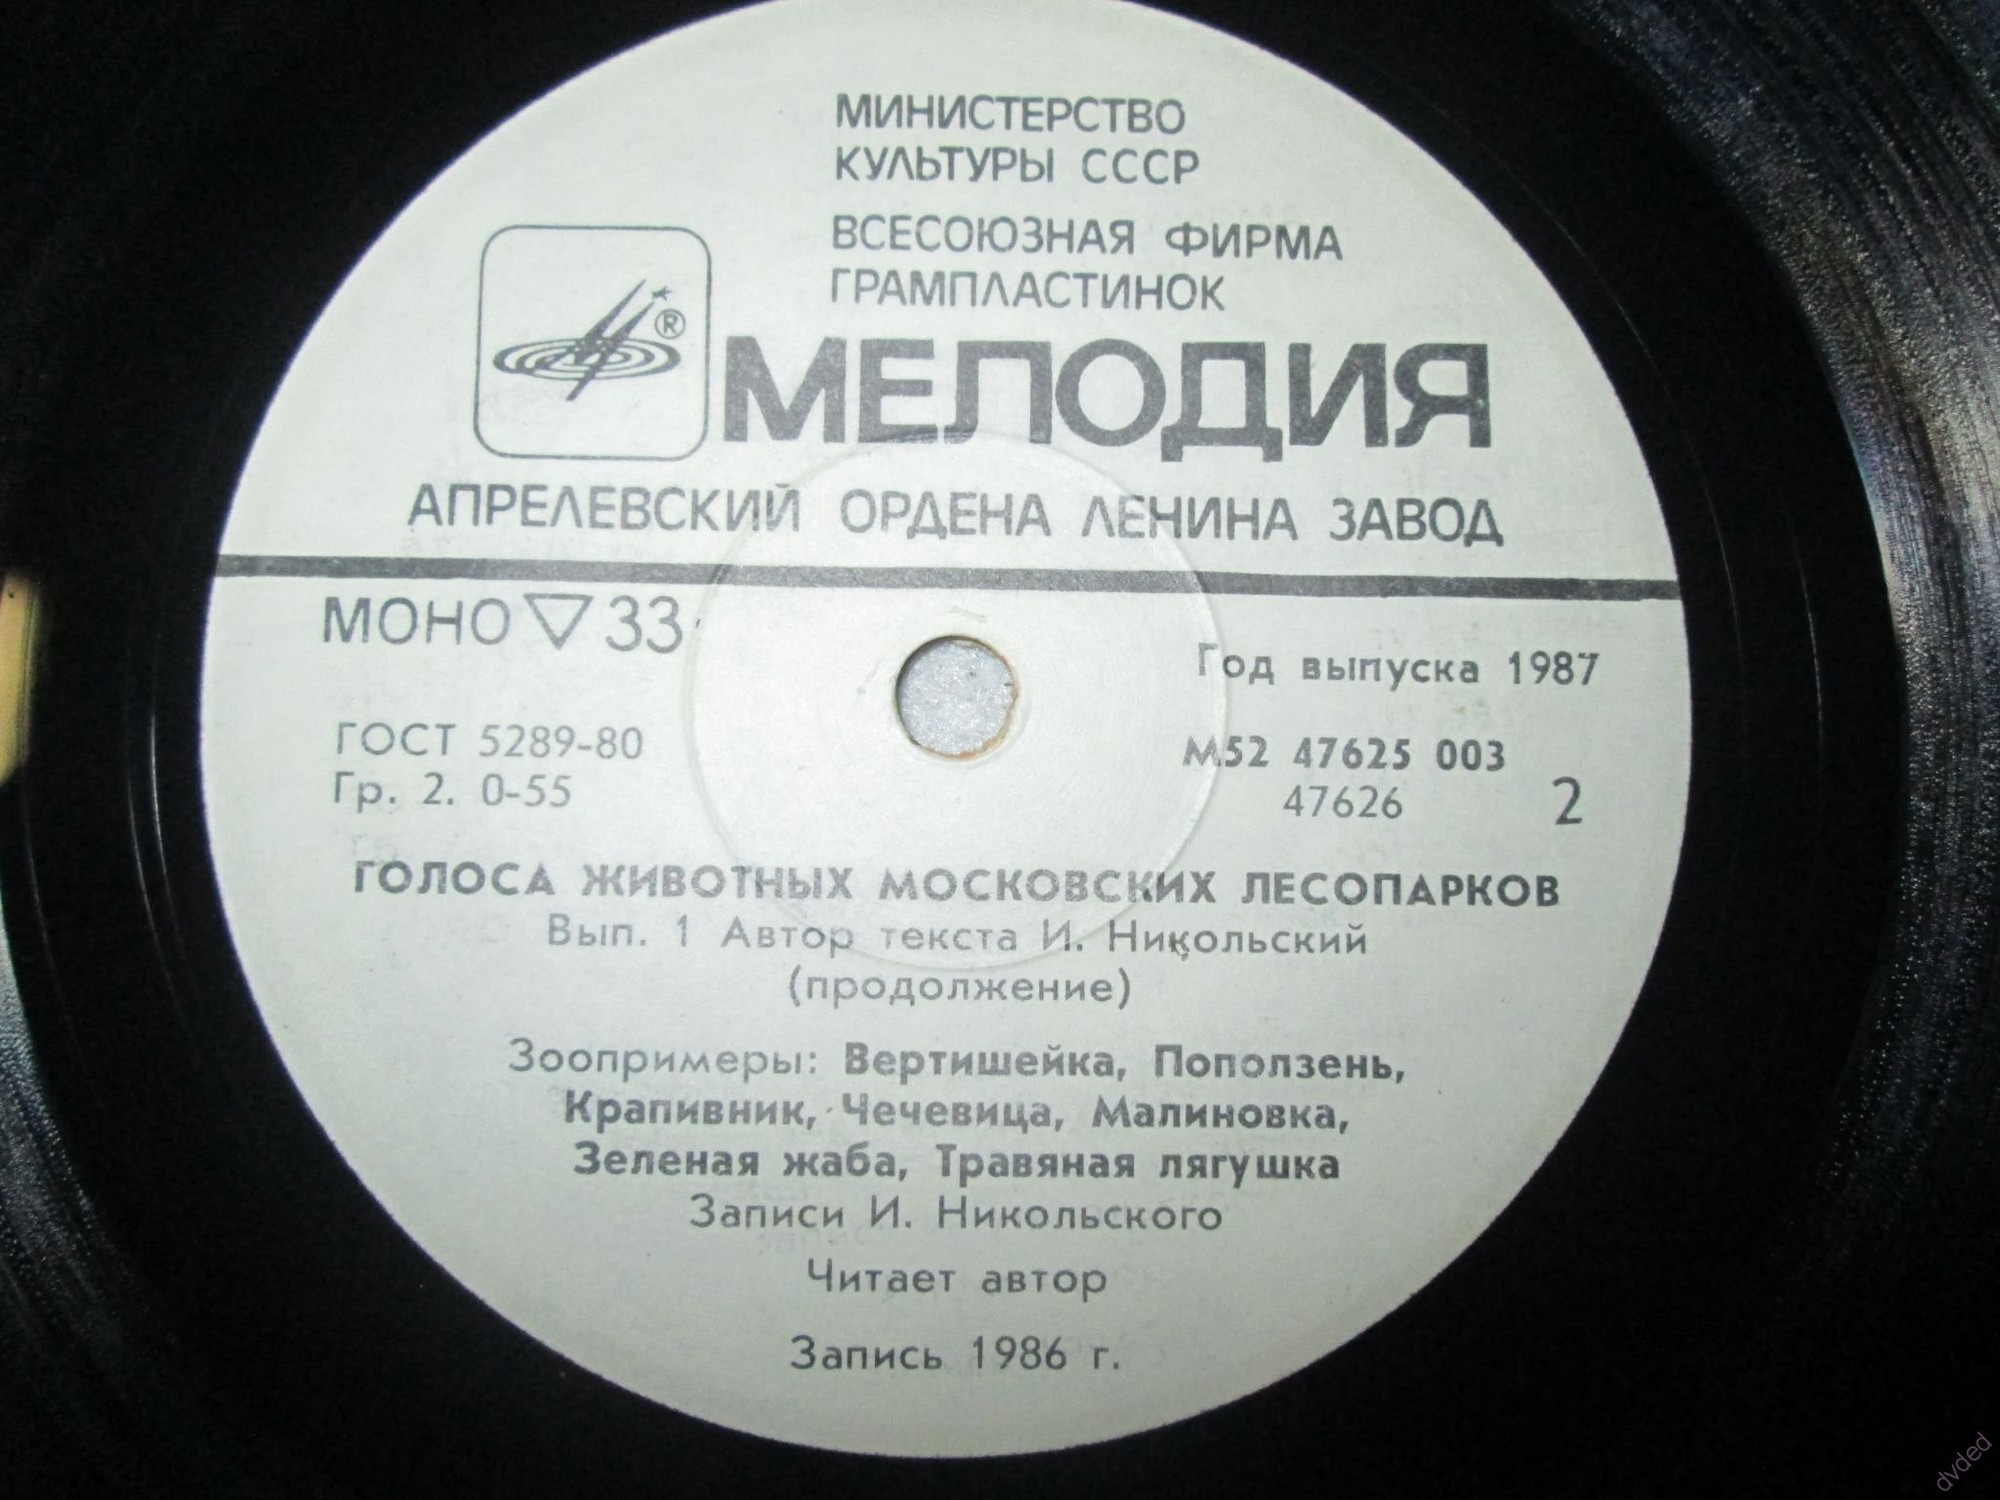 МИНИСТЕРСТВО
КУЛЬТУРЫ СССР
ВСЕСОЮЗНАЯ ФИРМА
ГРАМПЛАСТИНОК
®
МЕЛОДИЯ
АПРЕЛЕВСКИЙ ОРДЕНА ЛЕНИНА ЗАВОД
МОНО ▽ 33
Год выпуска 1987
ГОСТ 5289-80
Гр. 2. 0-55
М52 47625 003
47626 2
ГОЛОСА ЖИВОТНЫХ МОСКОВСКИХ ЛЕСОПАРКОВ
Вып. 1 Автор текста И. Никольский
(продолжение)
Зоопримеры: Вертишейка, Поползень,
Крапивник, Чечевица, Малиновка,
Зеленая жаба, Травяная лягушка
Записи И. Никольского
Читает автор
Запись 1986 г.
dvded